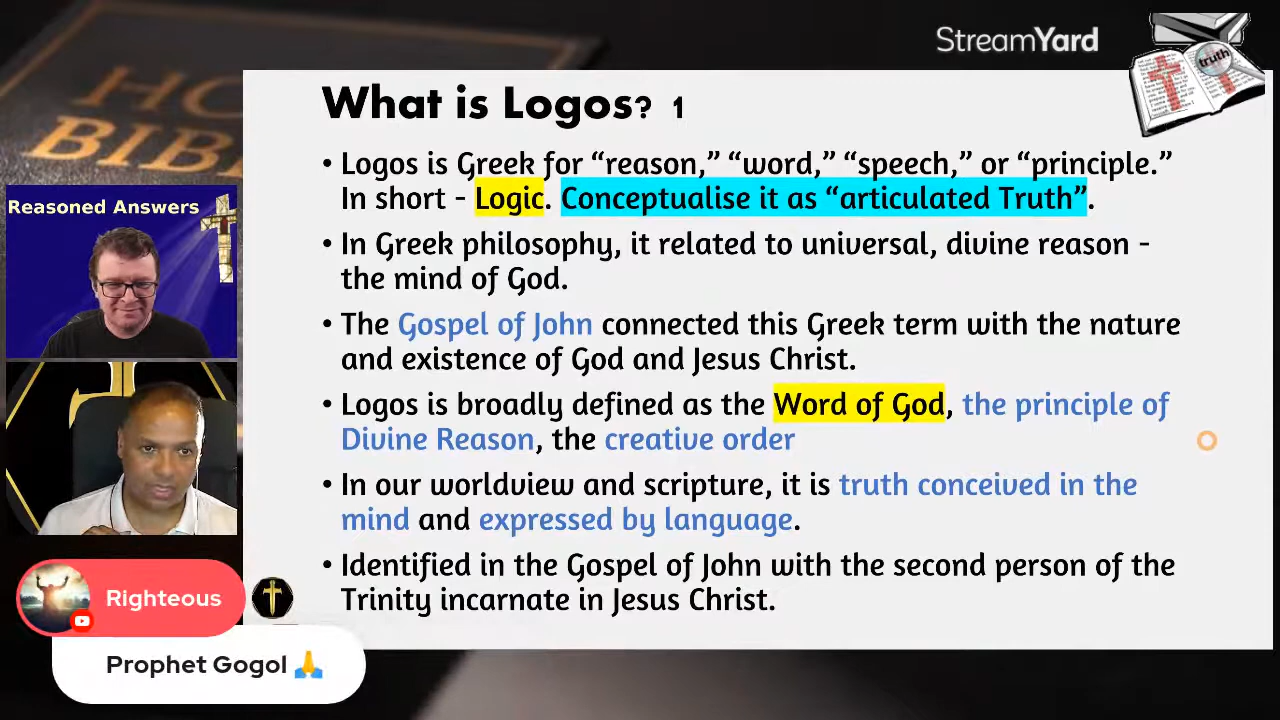 StreamYard
truth
HOLY
BIBLE
What is Logos? 1
• Logos is Greek for “reason,” “word,” “speech,” or “principle.”
In short - Logic. Conceptualise it as “articulated Truth”.
• In Greek philosophy, it related to universal, divine reason -
the mind of God.
• The Gospel of John connected this Greek term with the nature
and existence of God and Jesus Christ.
• Logos is broadly defined as the Word of God, the principle of
Divine Reason, the creative order
• In our worldview and scripture, it is truth conceived in the
mind and expressed by language.
• Identified in the Gospel of John with the second person of the
Trinity incarnate in Jesus Christ.
Reasoned Answers
Righteous
Prophet Gogol 🙏